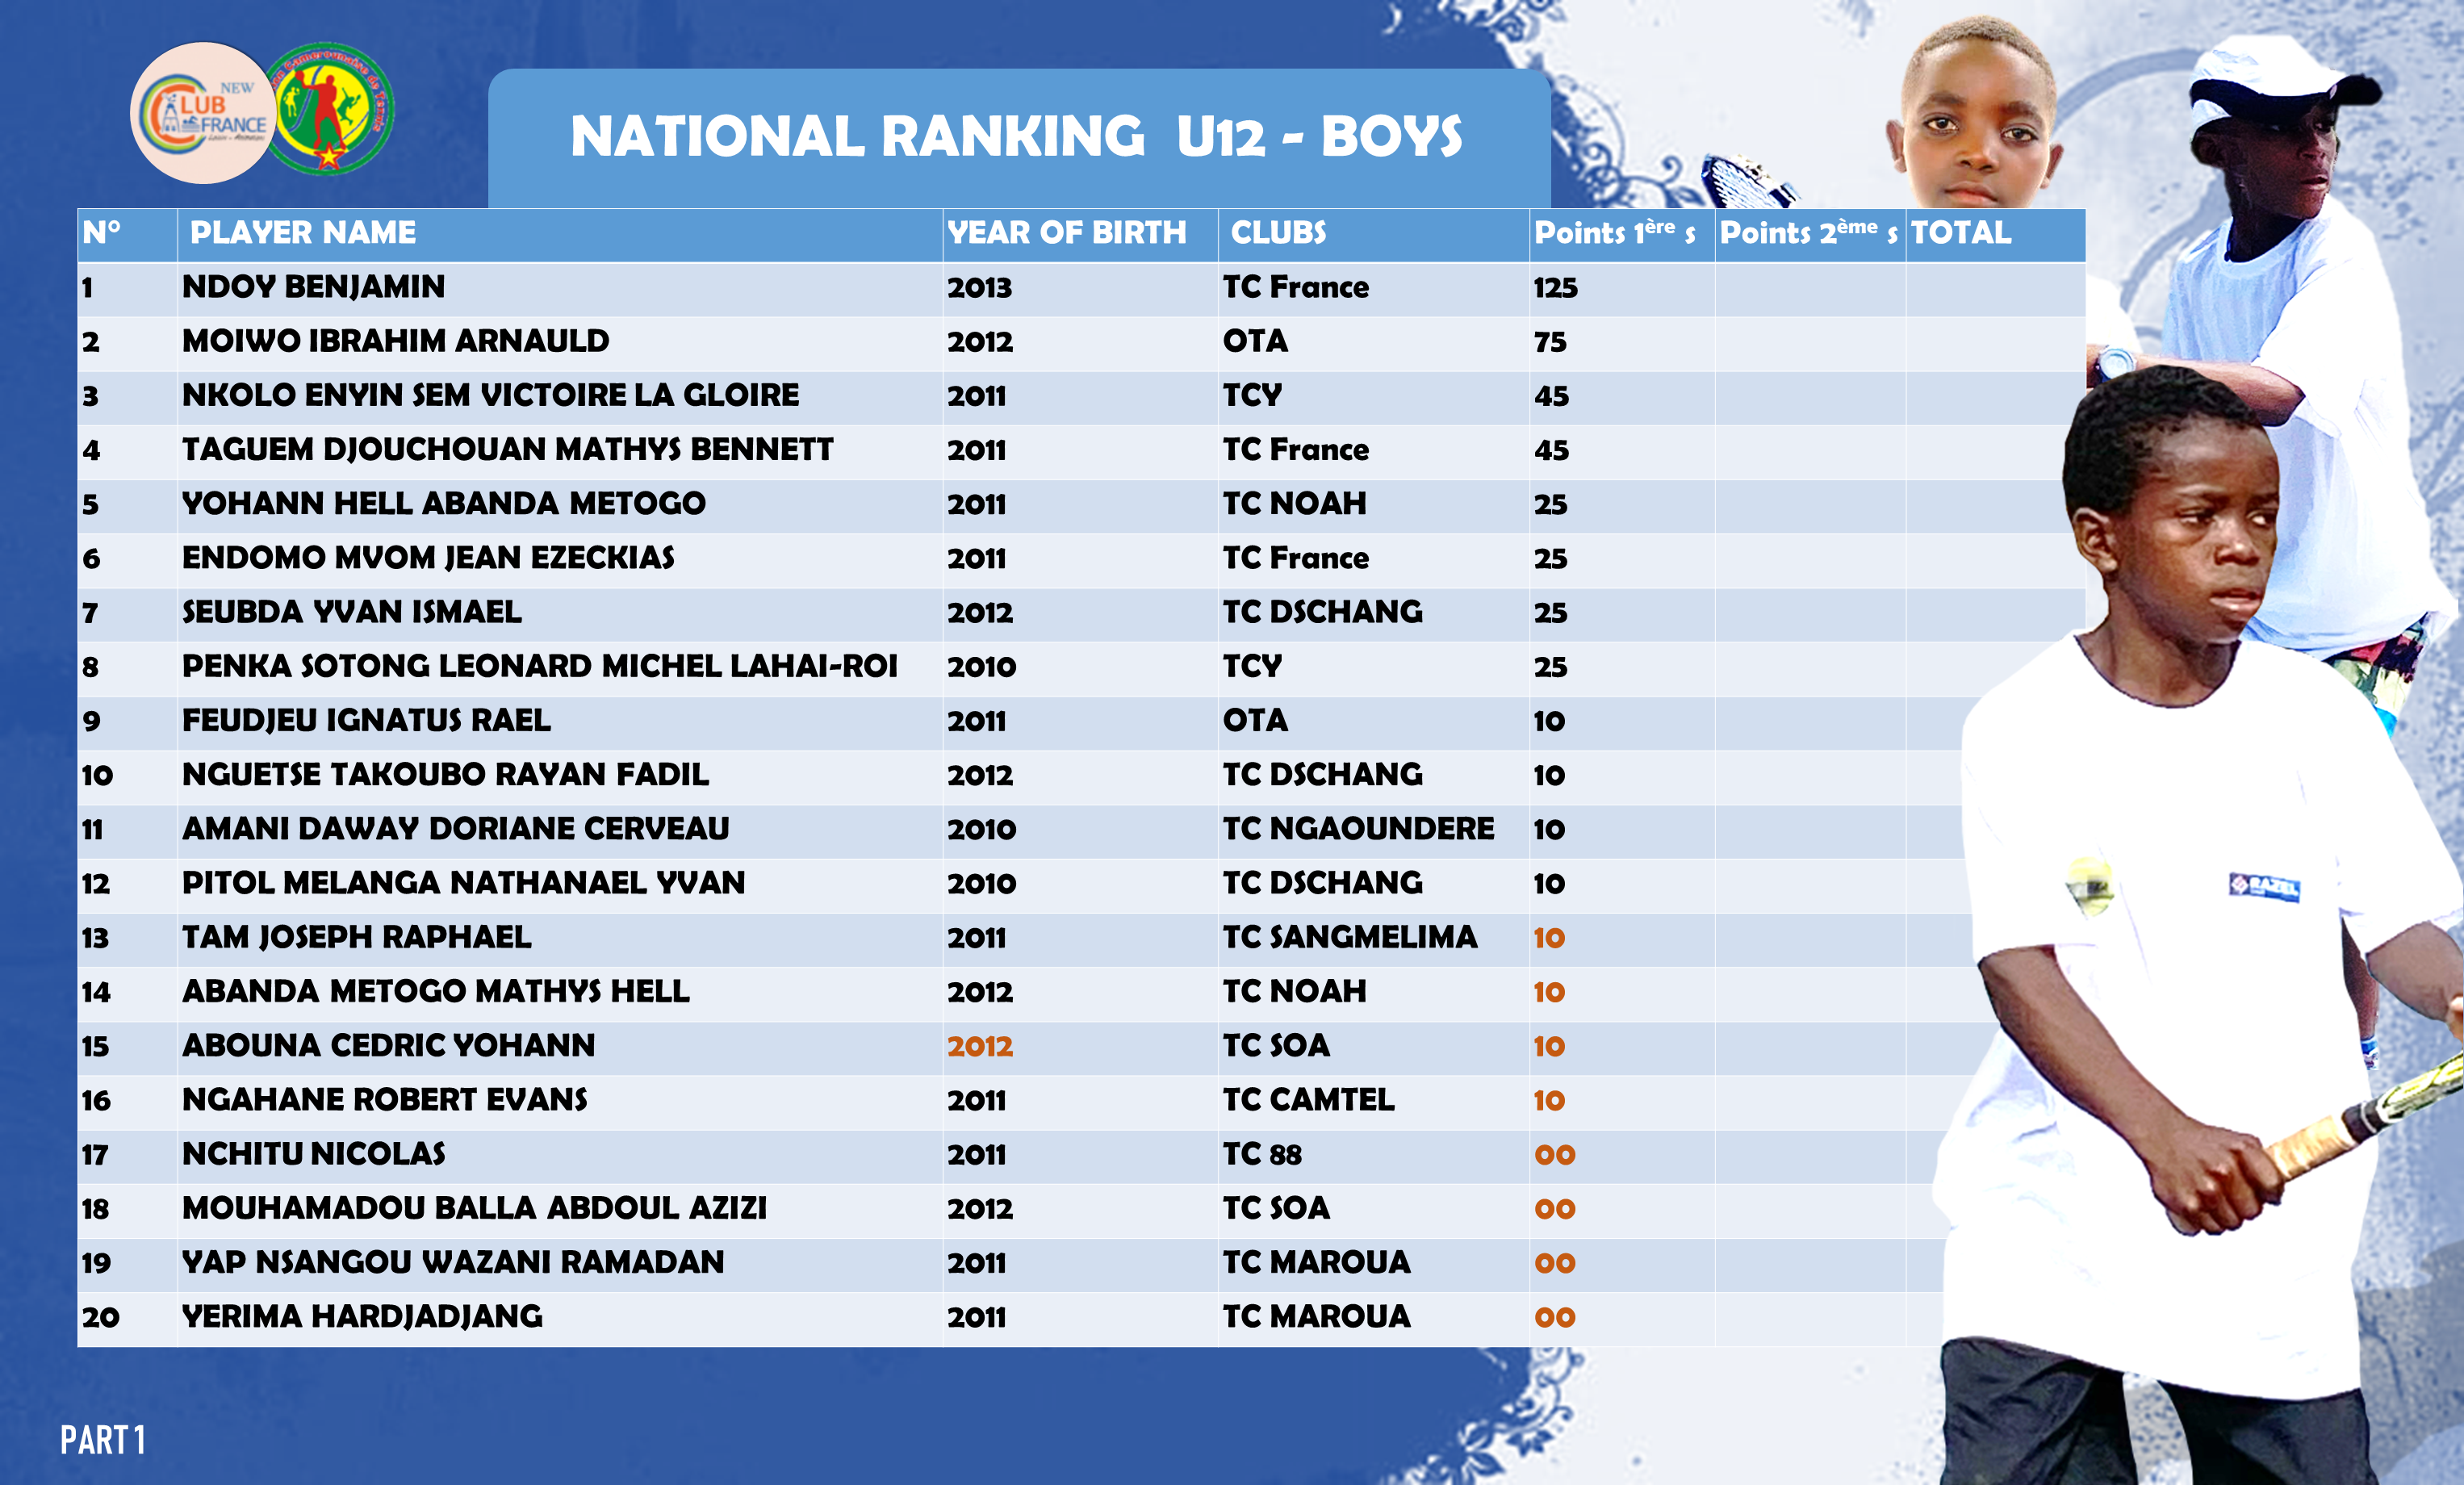 NEW
CLUB
FRANCE
NATIONAL RANKING U12 - BOYS
N° PLAYER NAME YEAR OF BIRTH CLUBS Points 1ère s Points 2ème s TOTAL
1 NDOY BENJAMIN 2013 TC France 125
2 MOIWO IBRAHIM ARNAULD 2012 OTA 75
3 NKOLO ENYIN SEM VICTOIRE LA GLOIRE 2011 TCY 45
4 TAGUEM DJOUCHOUAN MATHYS BENNETT 2011 TC France 45
5 YOHANN HELL ABANDA METOGO 2011 TC NOAH 25
6 ENDOMO MVOM JEAN EZECKIAS 2011 TC France 25
7 SEUBDA YVAN ISMAEL 2012 TC DSCHANG 25
8 PENKA SOTONG LEONARD MICHEL LAHAI-ROI 2010 TCY 25
9 FEUDJEU IGNATUS RAEL 2011 OTA 10
10 NGUETSE TAKOUBO RAYAN FADIL 2012 TC DSCHANG 10
11 AMANI DAWAY DORIANE CERVEAU 2010 TC NGAOUNDERE 10
12 PITOL MELANGA NATHANAEL YVAN 2010 TC DSCHANG 10
13 TAM JOSEPH RAPHAEL 2011 TC SANGMELIMA 10
14 ABANDA METOGO MATHYS HELL 2012 TC NOAH 10
15 ABOUNA CEDRIC YOHANN 2012 TC SOA 10
16 NGAHANE ROBERT EVANS 2011 TC CAMTEL 10
17 NCHITU NICOLAS 2011 TC 88 00
18 MOUHAMADOU BALLA ABDOUL AZIZI 2012 TC SOA 00
19 YAP NSANGOU WAZANI RAMADAN 2011 TC MAROUA 00
20 YERIMA HARDJADJANG 2011 TC MAROUA 00
RAZEL
PART 1